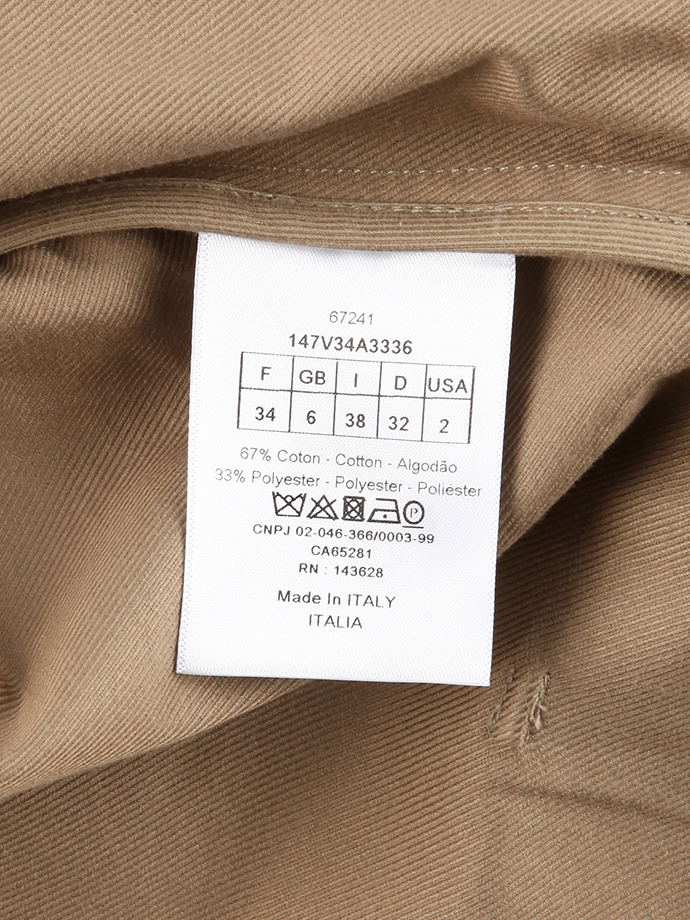 67241
147V34A3336
F GB I D USA
34 6 38 32 2
67% Coton - Cotton - Algodão
33% Polyester - Polyester - Poliéster
P
CNPJ 02-046-366/0003-99
CA65281
RN : 143628
Made In ITALY
ITALIA